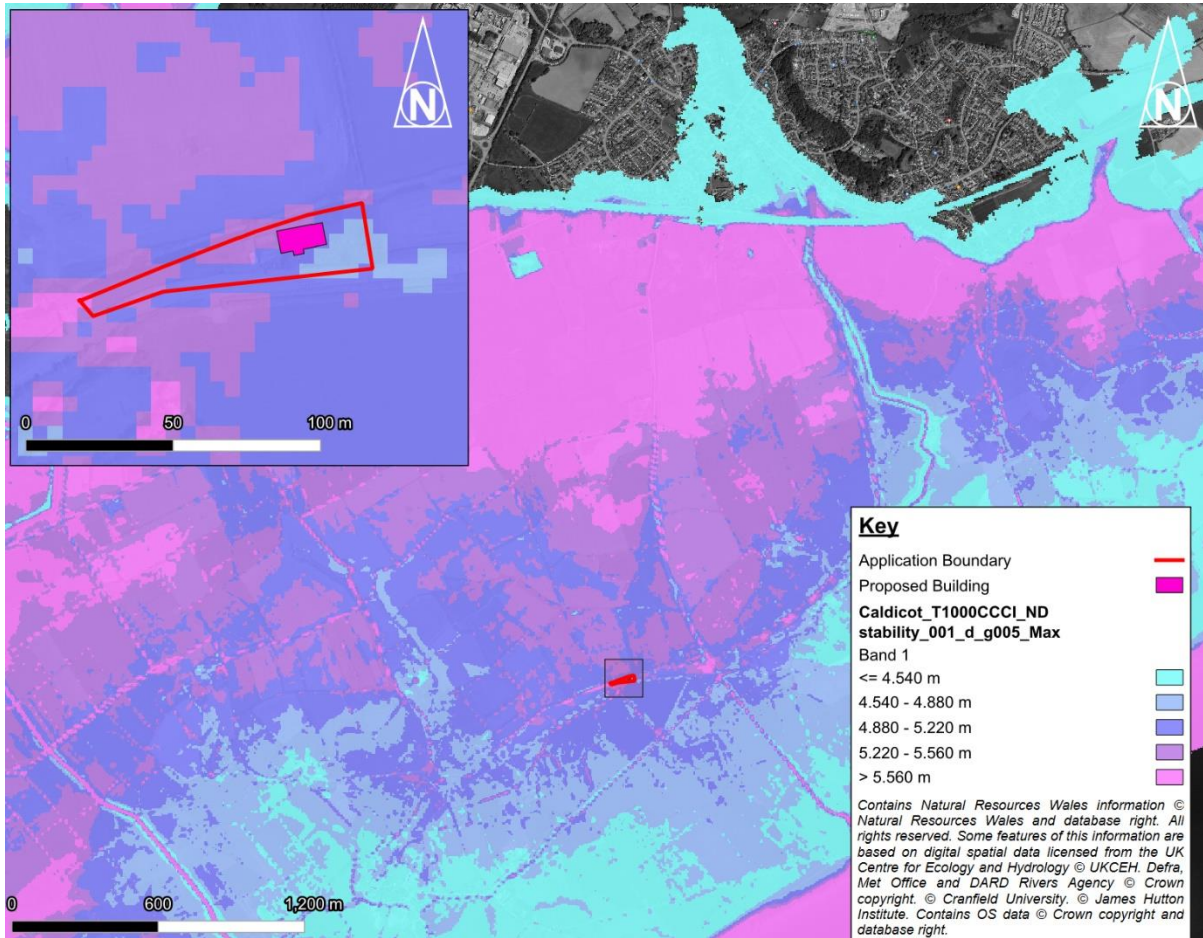 N
0
50
100 m
N
Key
Application Boundary
Proposed Building
Caldicot_T1000CCCI_ND
stability_001_d_g005_Max
Band 1
<= 4.540 m
4.540 - 4.880 m
4.880 - 5.220 m
5.220 - 5.560 m
> 5.560 m
Contains Natural Resources Wales information ©
Natural Resources Wales and database right. All
rights reserved. Some features of this information are
based on digital spatial data licensed from the UK
Centre for Ecology and Hydrology © UKCEH. Defra,
Met Office and DARD Rivers Agency © Crown
copyright. © Cranfield University. © James Hutton
Institute. Contains OS data © Crown copyright and
database right.
0
600
1,200 m